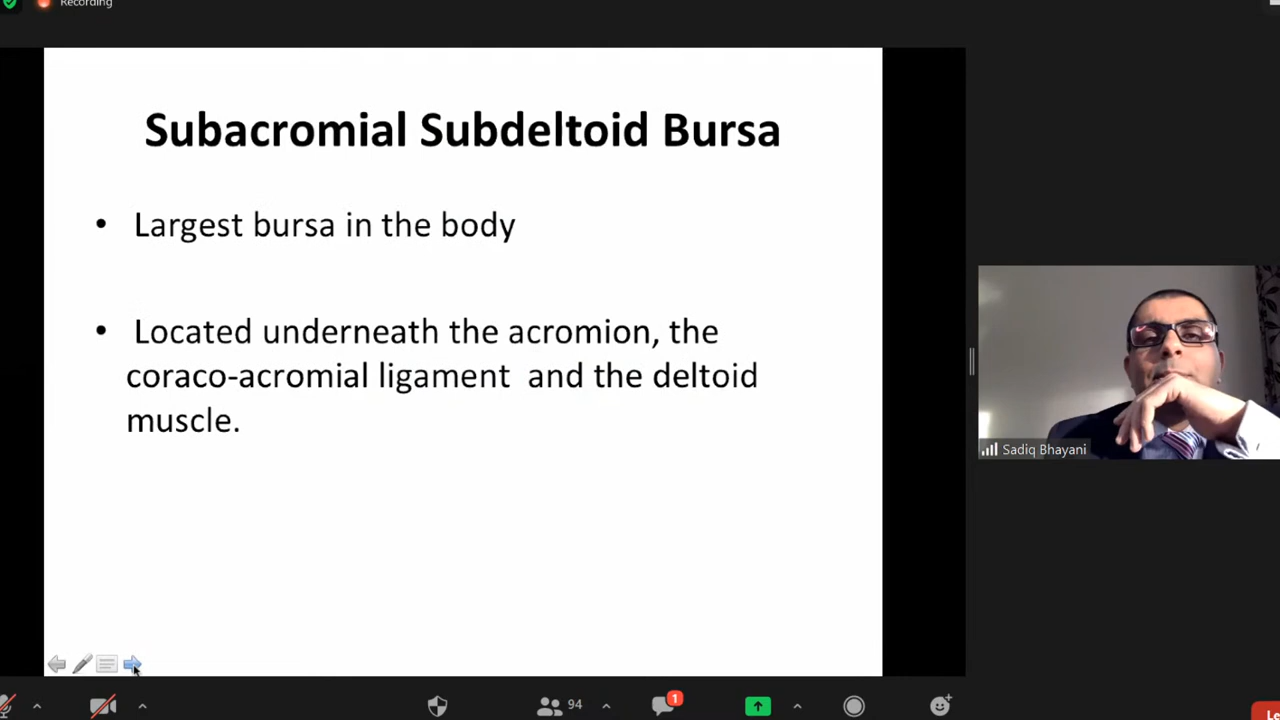 Recording
Subacromial Subdeltoid Bursa
• Largest bursa in the body
• Located underneath the acromion, the
coraco-acromial ligament and the deltoid
muscle.
Sadiq Bhayani
94
1